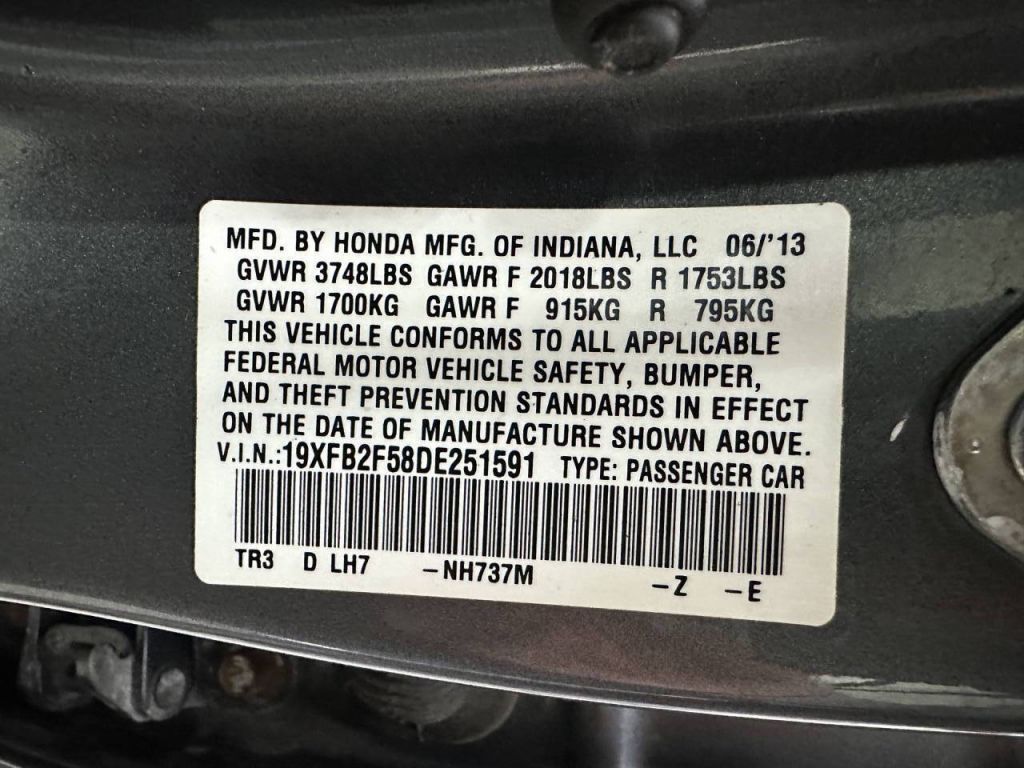 MFD. BY HONDA MFG. OF INDIANA, LLC 06/'13
GVWR 3748LBS GAWR F 2018LBS R 1753LBS
GVWR 1700KG GAWR F 915KG R 795KG
THIS VEHICLE CONFORMS TO ALL APPLICABLE
FEDERAL MOTOR VEHICLE SAFETY, BUMPER,
AND THEFT PREVENTION STANDARDS IN EFFECT
ON THE DATE OF MANUFACTURE SHOWN ABOVE.
V.I.N.:19XFB2F58DE251591 TYPE: PASSENGER CAR
TR3 D LH7 –NH737M –Z –E